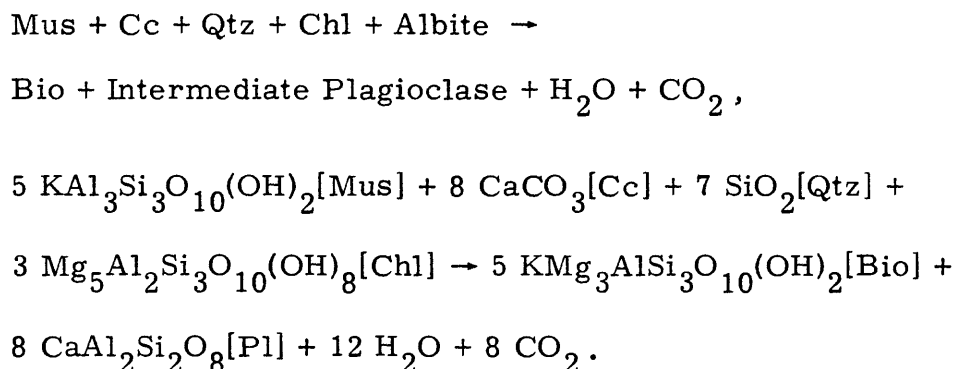 Mus + Cc + Qtz + Chl + Albite →
Bio + Intermediate Plagioclase + H₂O + CO₂ ,
5 KAl₃Si₃O₁₀(OH)₂[Mus] + 8 CaCO₃[Cc] + 7 SiO₂[Qtz] +
3 Mg₅Al₂Si₃O₁₀(OH)₈[Chl] → 5 KMg₃AlSi₃O₁₀(OH)₂[Bio] +
8 CaAl₂Si₂O₈[Pl] + 12 H₂O + 8 CO₂ .